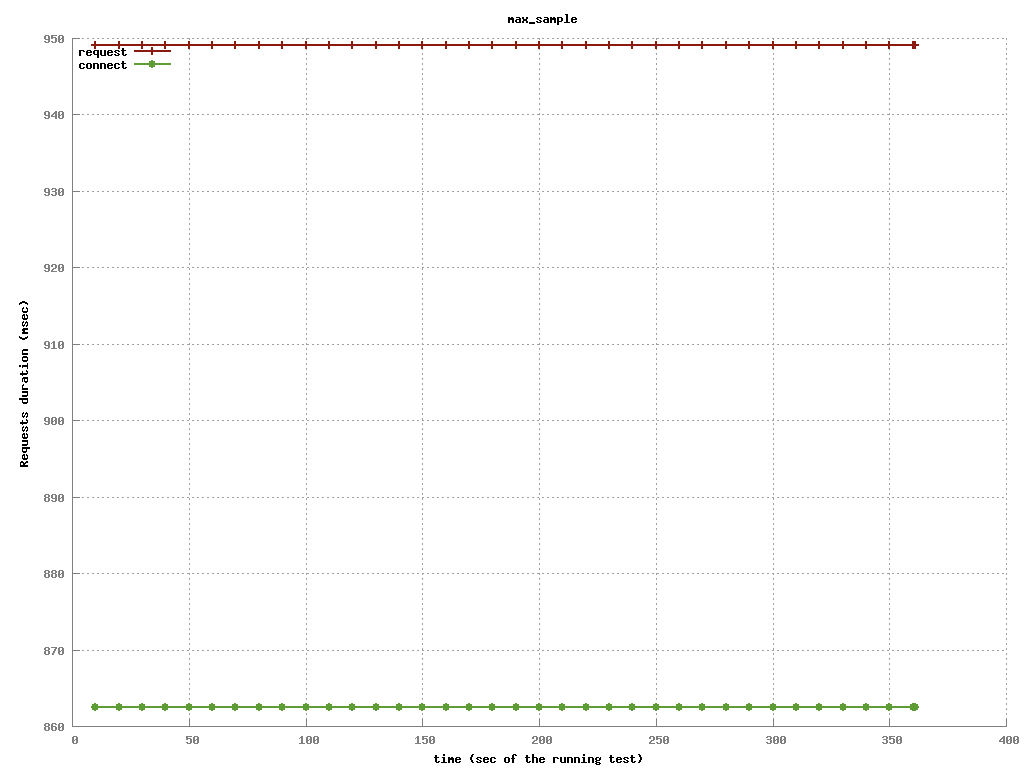 max_sample
950
940
930
920
910
900
890
880
870
860
request
connect
Requests duration (msec)
0 50 100 150 200 250 300 350 400
time (sec of the running test)